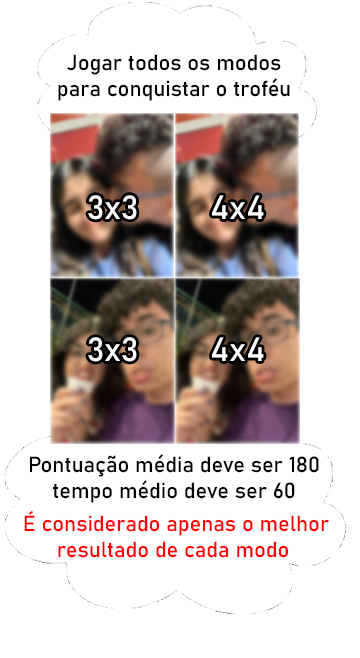 Jogar todos os modos
para conquistar o troféu
3x3
4x4
3x3
4x4
Pontuação média deve ser 180
tempo médio deve ser 60
É considerado apenas o melhor
resultado de cada modo